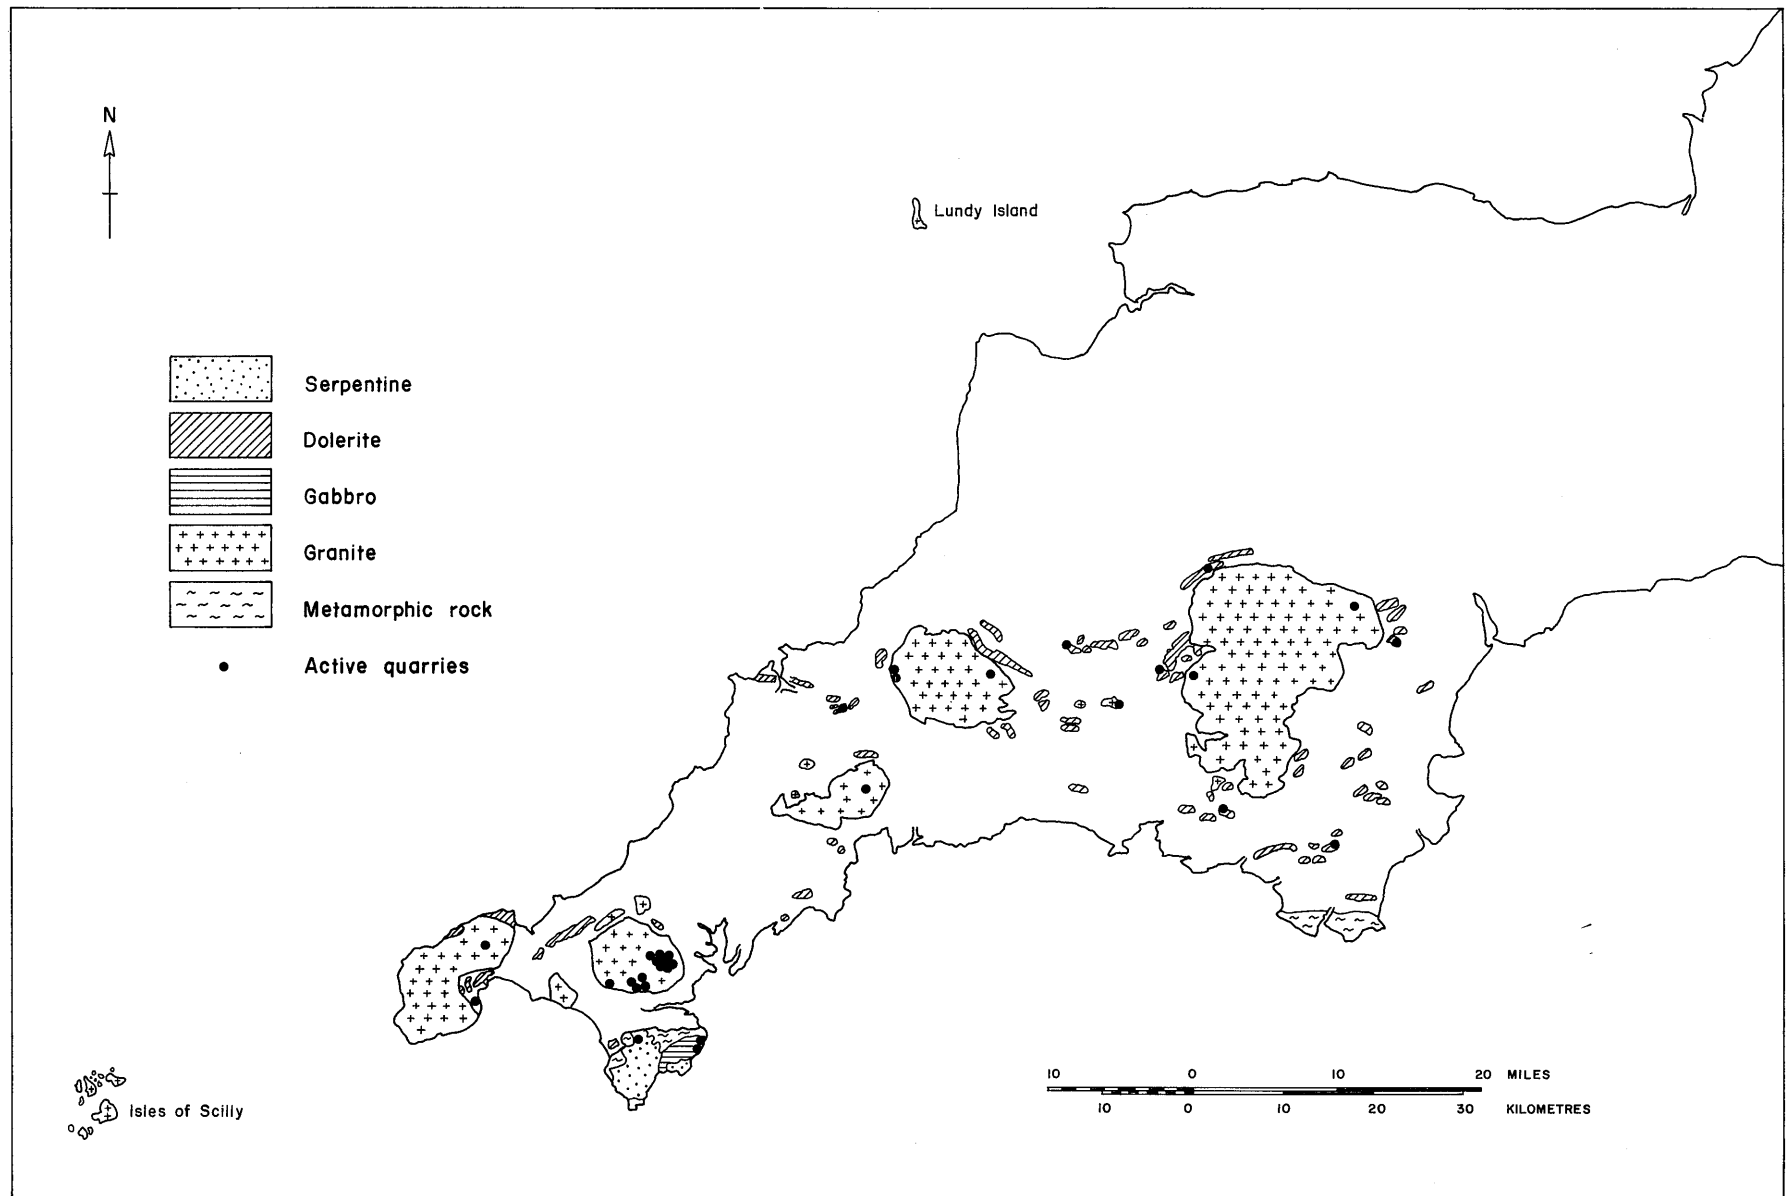 N
Lundy Island
Serpentine
Dolerite
Gabbro
Granite
Metamorphic rock
Active quarries
10 0 10 20 MILES
10 0 10 20 30 KILOMETRES
Isles of Scilly